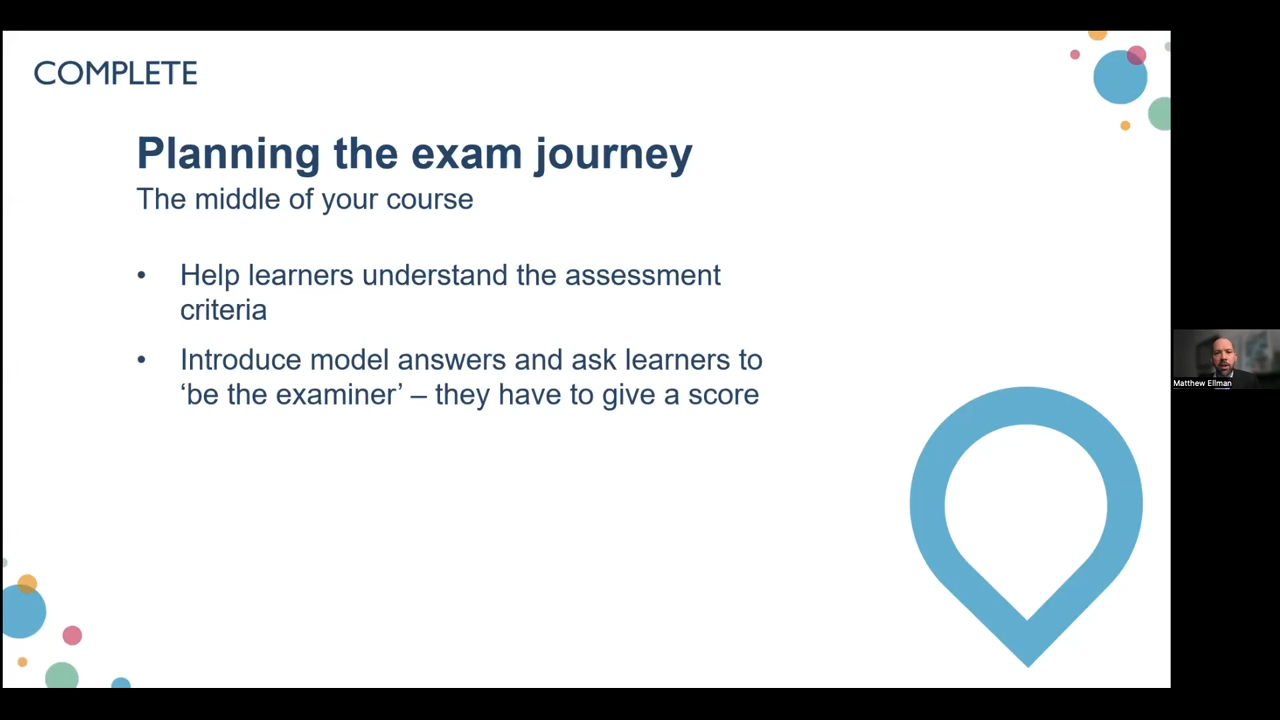 COMPLETE
Planning the exam journey
The middle of your course
• Help learners understand the assessment
criteria
• Introduce model answers and ask learners to
‘be the examiner’ – they have to give a score
Matthew Ellman